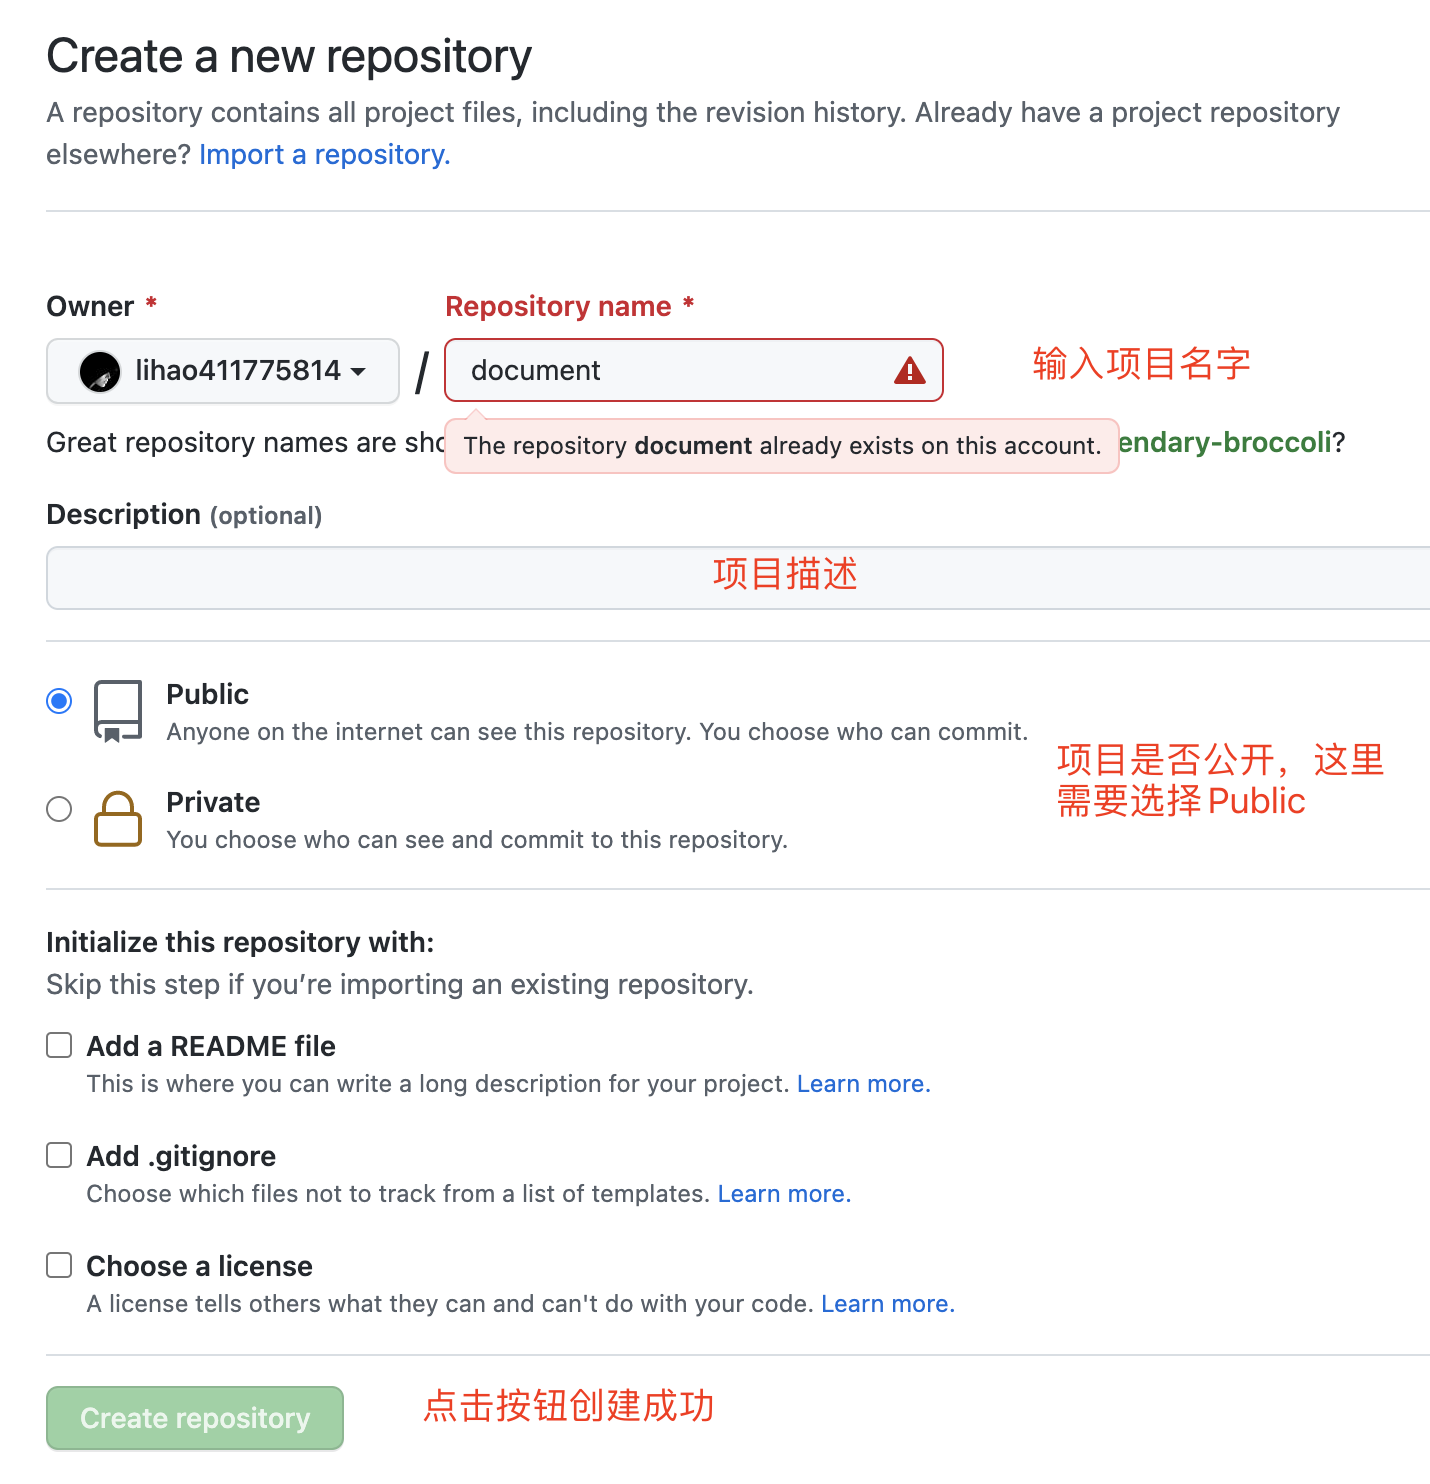 Create a new repository
A repository contains all project files, including the revision history. Already have a project repository
elsewhere? Import a repository.
Owner *
Repository name *
lihao411775814
/
document
输入项目名字
Great repository names are sho
The repository document already exists on this account.
endary-broccoli?
Description (optional)
项目描述
Public
Anyone on the internet can see this repository. You choose who can commit.
项目是否公开，这里
需要选择Public
Private
You choose who can see and commit to this repository.
Initialize this repository with:
Skip this step if you’re importing an existing repository.
Add a README file
This is where you can write a long description for your project. Learn more.
Add .gitignore
Choose which files not to track from a list of templates. Learn more.
Choose a license
A license tells others what they can and can't do with your code. Learn more.
Create repository
点击按钮创建成功